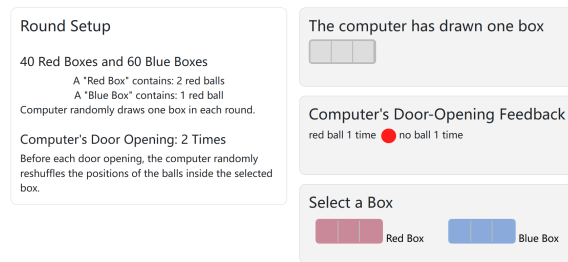 Round Setup
40 Red Boxes and 60 Blue Boxes
A "Red Box" contains: 2 red balls
A "Blue Box" contains: 1 red ball
Computer randomly draws one box in each round.
Computer's Door Opening: 2 Times
Before each door opening, the computer randomly
reshuffles the positions of the balls inside the selected
box.
The computer has drawn one box
Computer's Door-Opening Feedback
red ball 1 time no ball 1 time
Select a Box
Red Box Blue Box